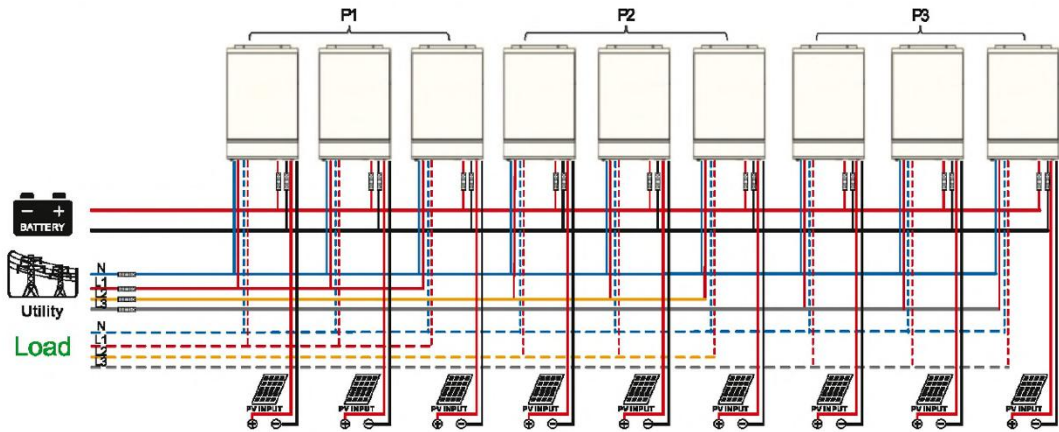 P1 P2 P3
− +
BATTERY
N
L1
L2
L3
Utility
N
L1
L2
L3
Load
PV INPUT PV INPUT PV INPUT PV INPUT PV INPUT PV INPUT PV INPUT PV INPUT PV INPUT
⊕ ⊖ ⊕ ⊖ ⊕ ⊖ ⊕ ⊖ ⊕ ⊖ ⊕ ⊖ ⊕ ⊖ ⊕ ⊖ ⊕ ⊖